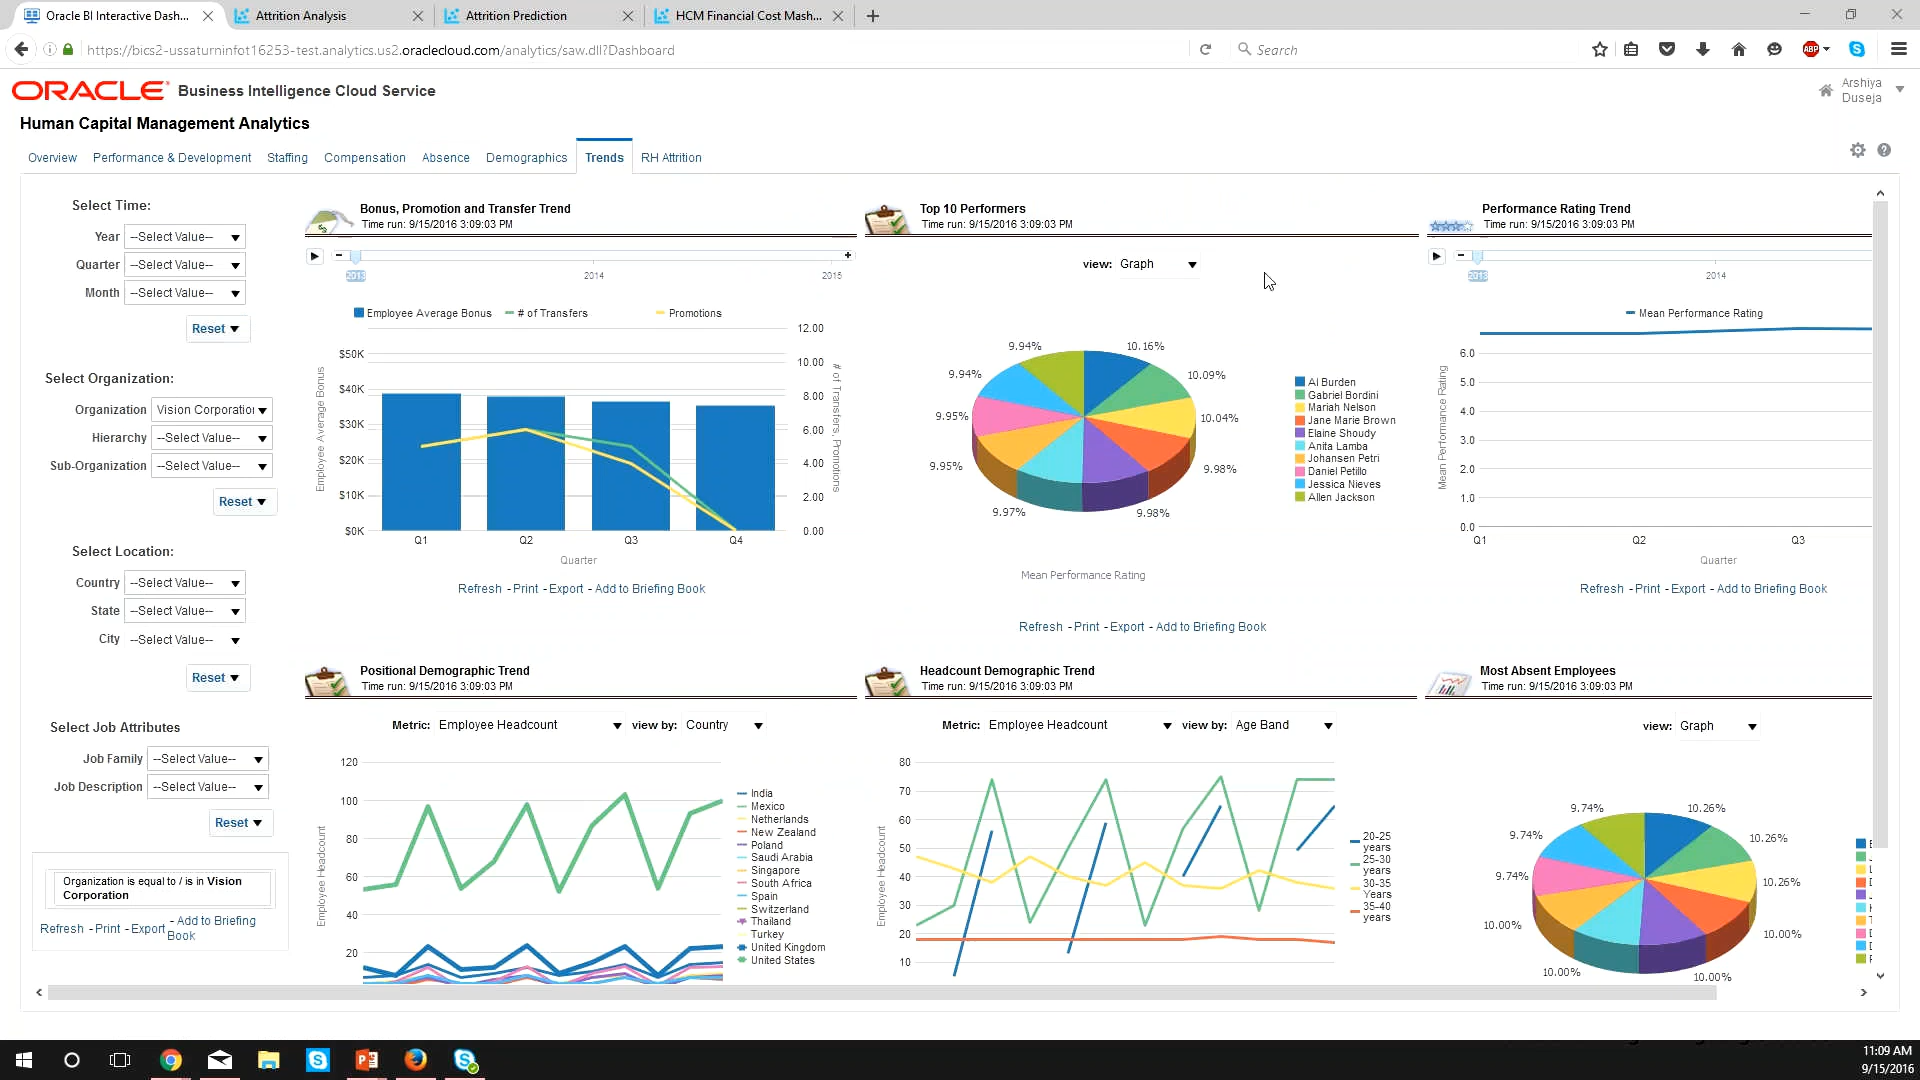 Oracle BI Interactive Dash...
Attrition Analysis
Attrition Prediction
HCM Financial Cost Mash...
https://bics2-ussaturninfot16253-test.analytics.us2.oraclecloud.com/analytics/saw.dll?Dashboard
Search
ABP
ORACLE Business Intelligence Cloud Service
Arshiya
Duseja
Human Capital Management Analytics
Overview Performance & Development Staffing Compensation Absence Demographics Trends RH Attrition
Select Time:
Year --Select Value--
Quarter --Select Value--
Month --Select Value--
Reset
Select Organization:
Organization Vision Corporation
Hierarchy --Select Value--
Sub-Organization --Select Value--
Reset
Select Location:
Country --Select Value--
State --Select Value--
City --Select Value--
Reset
Select Job Attributes
Job Family --Select Value--
Job Description --Select Value--
Reset
Organization is equal to / is in Vision
Corporation
Refresh - Print - Export - Add to Briefing
Book
Bonus, Promotion and Transfer Trend
Time run: 9/15/2016 3:09:03 PM
2013 2014 2015
Employee Average Bonus # of Transfers Promotions
Employee Average Bonus
$50K
$40K
$30K
$20K
$10K
$0K
12.00
10.00
8.00
6.00
4.00
2.00
0.00
# of Transfers, Promotions
Q1 Q2 Q3 Q4
Quarter
Refresh - Print - Export - Add to Briefing Book
Top 10 Performers
Time run: 9/15/2016 3:09:03 PM
view: Graph
10.16%
10.09%
10.04%
9.98%
9.98%
9.97%
9.95%
9.95%
9.94%
9.94%
Al Burden
Gabriel Bordini
Mariah Nelson
Jane Marie Brown
Elaine Shoudy
Anita Lamba
Johansen Petri
Daniel Petillo
Jessica Nieves
Allen Jackson
Mean Performance Rating
Refresh - Print - Export - Add to Briefing Book
Performance Rating Trend
Time run: 9/15/2016 3:09:03 PM
2013 2014
Mean Performance Rating
Mean Performance Rating
6.0
5.0
4.0
3.0
2.0
1.0
0.0
Q1 Q2 Q3
Quarter
Refresh - Print - Export - Add to Briefing Book
Positional Demographic Trend
Time run: 9/15/2016 3:09:03 PM
Metric: Employee Headcount view by: Country
Employee Headcount
120
100
80
60
40
20
India
Mexico
Netherlands
New Zealand
Poland
Saudi Arabia
Singapore
South Africa
Spain
Switzerland
Thailand
Turkey
United Kingdom
United States
Headcount Demographic Trend
Time run: 9/15/2016 3:09:03 PM
Metric: Employee Headcount view by: Age Band
Employee Headcount
80
70
60
50
40
30
20
10
20-25
years
25-30
years
30-35
Years
35-40
years
Most Absent Employees
Time run: 9/15/2016 3:09:03 PM
view: Graph
10.26%
10.26%
10.26%
10.00%
10.00%
10.00%
10.00%
9.74%
9.74%
9.74%
11:09 AM
9/15/2016